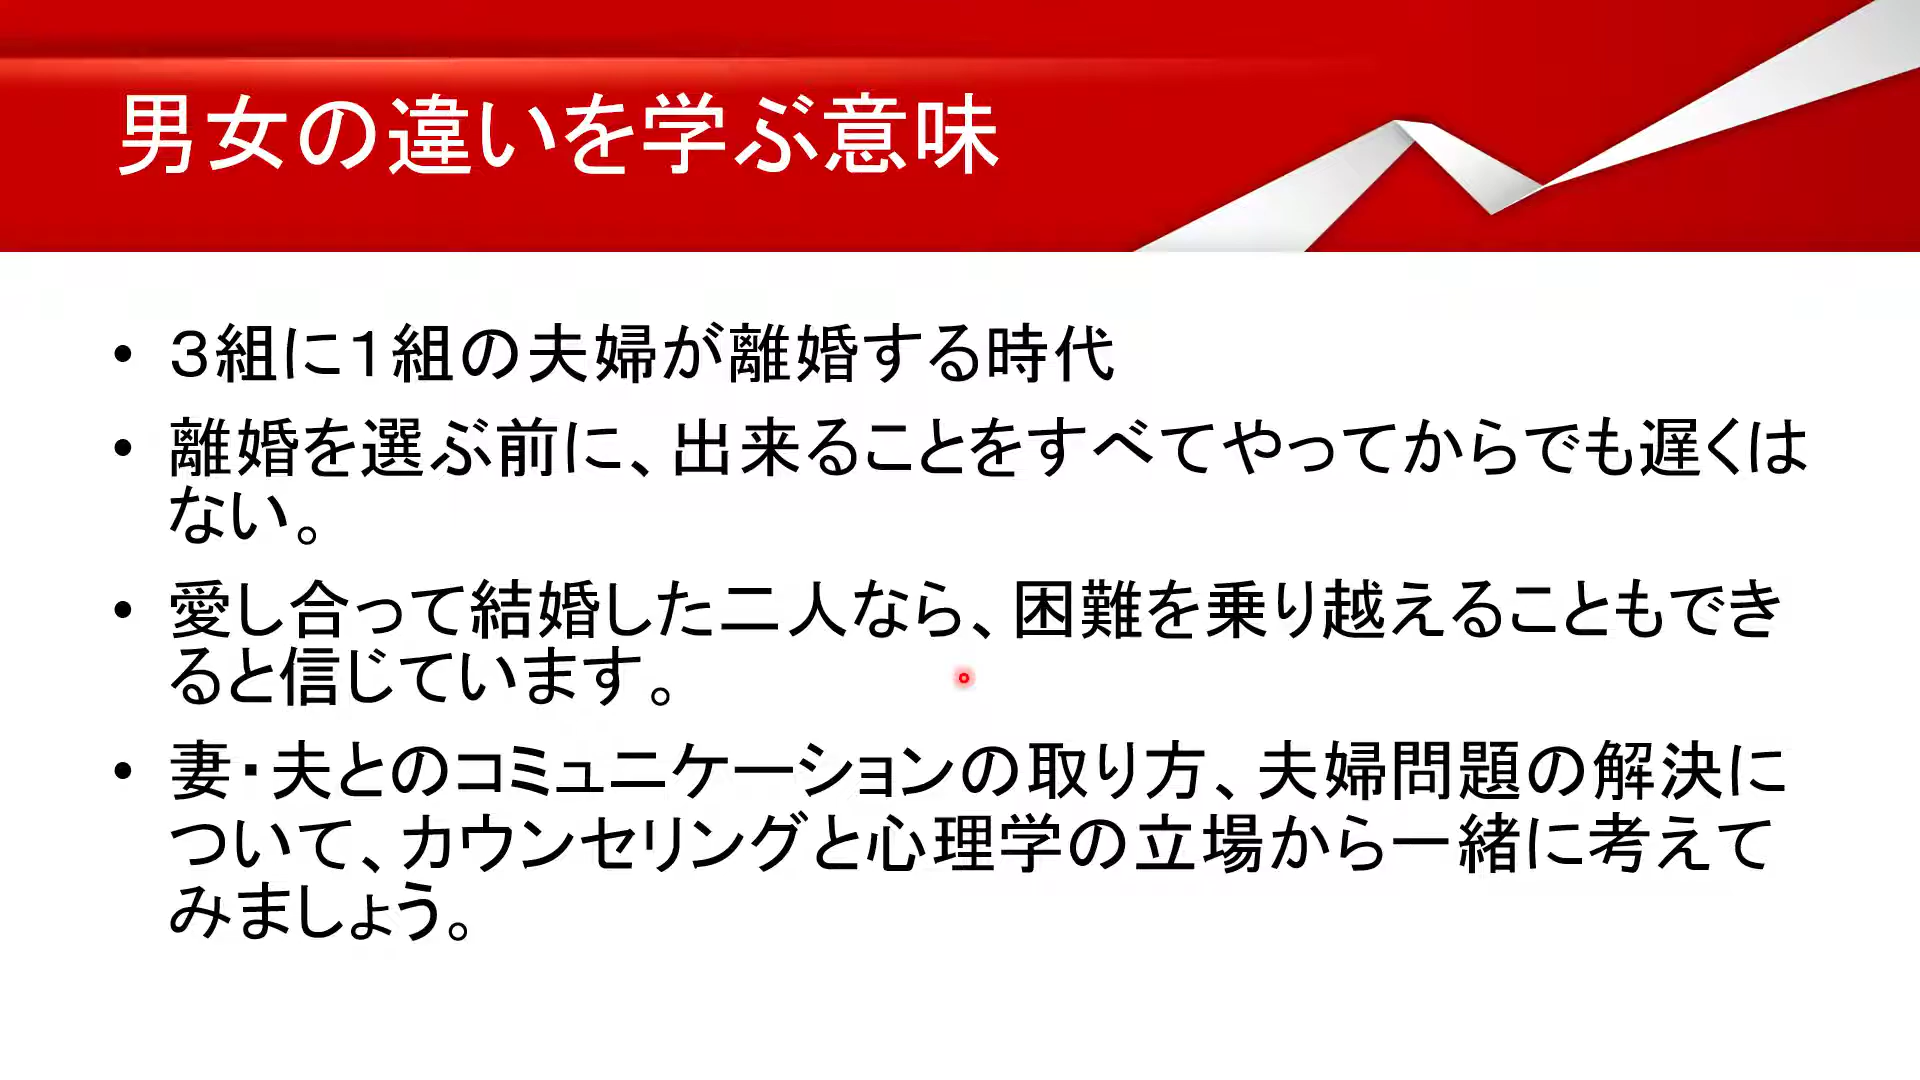 男女の違いを学ぶ意味
• ３組に１組の夫婦が離婚する時代
• 離婚を選ぶ前に、出来ることをすべてやってからでも遅くは
ない。
• 愛し合って結婚した二人なら、困難を乗り越えることもでき
ると信じています。
• 妻・夫とのコミュニケーションの取り方、夫婦問題の解決に
ついて、カウンセリングと心理学の立場から一緒に考えて
みましょう。